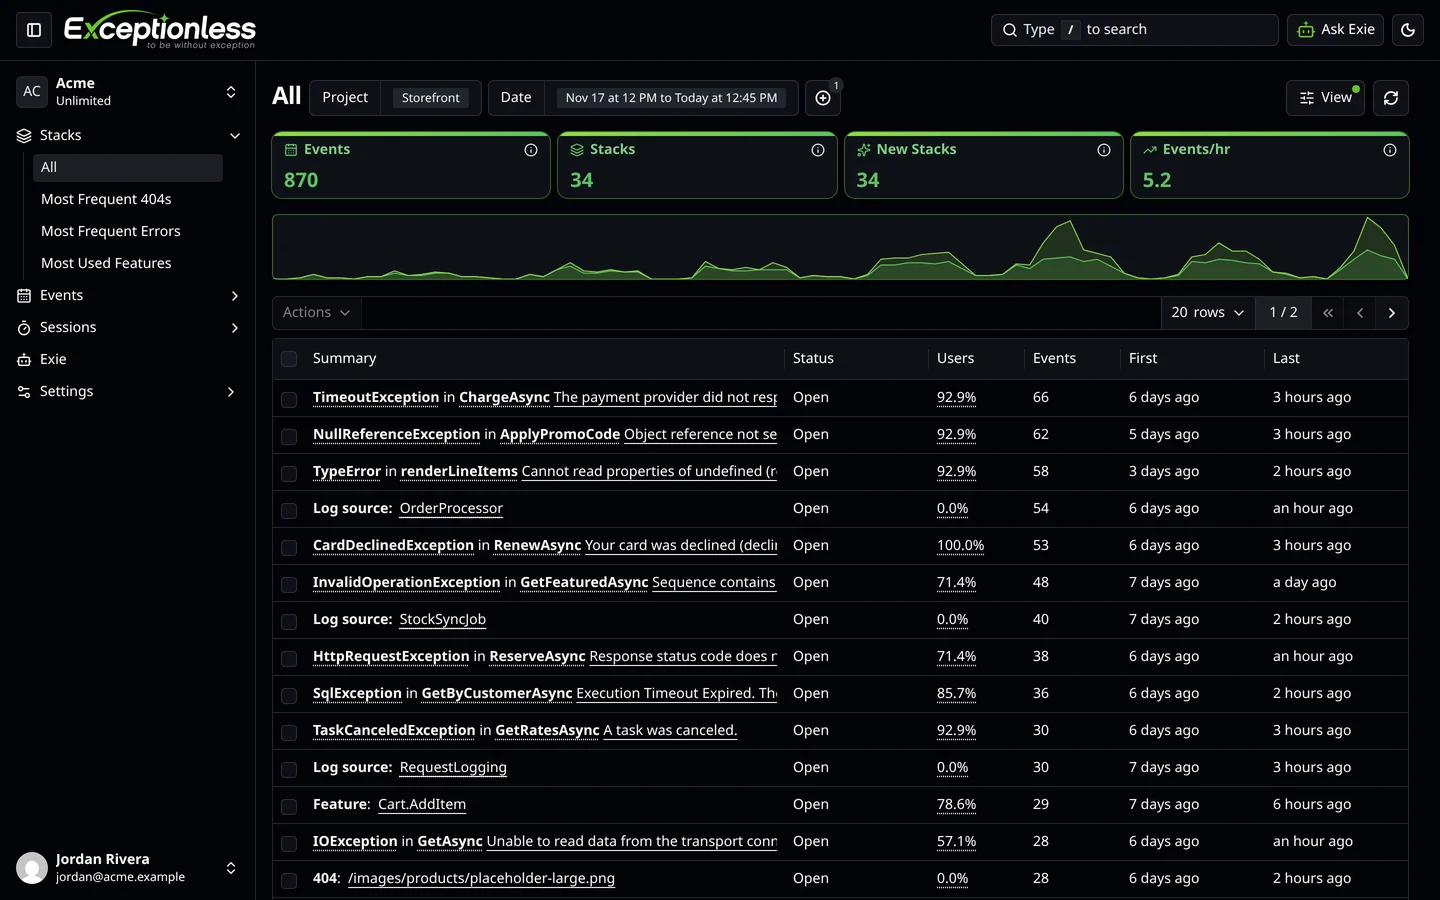 Exceptionless
to be without exception
Type / to search
Ask Exie
AC
Acme
Unlimited
Stacks
All
Most Frequent 404s
Most Frequent Errors
Most Used Features
Events
Sessions
Exie
Settings
Jordan Rivera
jordan@acme.example
All
Project Storefront
Date Nov 17 at 12 PM to Today at 12:45 PM
1
View
Events
870
Stacks
34
New Stacks
34
Events/hr
5.2
Actions
20 rows
1 / 2
Summary Status Users Events First Last
TimeoutException in ChargeAsync The payment provider did not resp Open 92.9% 66 6 days ago 3 hours ago
NullReferenceException in ApplyPromoCode Object reference not se Open 92.9% 62 5 days ago 3 hours ago
TypeError in renderLineItems Cannot read properties of undefined (r Open 92.9% 58 3 days ago 2 hours ago
Log source: OrderProcessor Open 0.0% 54 6 days ago an hour ago
CardDeclinedException in RenewAsync Your card was declined (declin Open 100.0% 53 6 days ago 3 hours ago
InvalidOperationException in GetFeaturedAsync Sequence contains Open 71.4% 48 7 days ago a day ago
Log source: StockSyncJob Open 0.0% 40 7 days ago 2 hours ago
HttpRequestException in ReserveAsync Response status code does n Open 71.4% 38 6 days ago an hour ago
SqlException in GetByCustomerAsync Execution Timeout Expired. The Open 85.7% 36 6 days ago 2 hours ago
TaskCanceledException in GetRatesAsync A task was canceled. Open 92.9% 30 6 days ago 3 hours ago
Log source: RequestLogging Open 0.0% 30 7 days ago 3 hours ago
Feature: Cart.AddItem Open 78.6% 29 7 days ago 6 hours ago
IOException in GetAsync Unable to read data from the transport conn Open 57.1% 28 6 days ago an hour ago
404: /images/products/placeholder-large.png Open 0.0% 28 6 days ago 2 hours ago